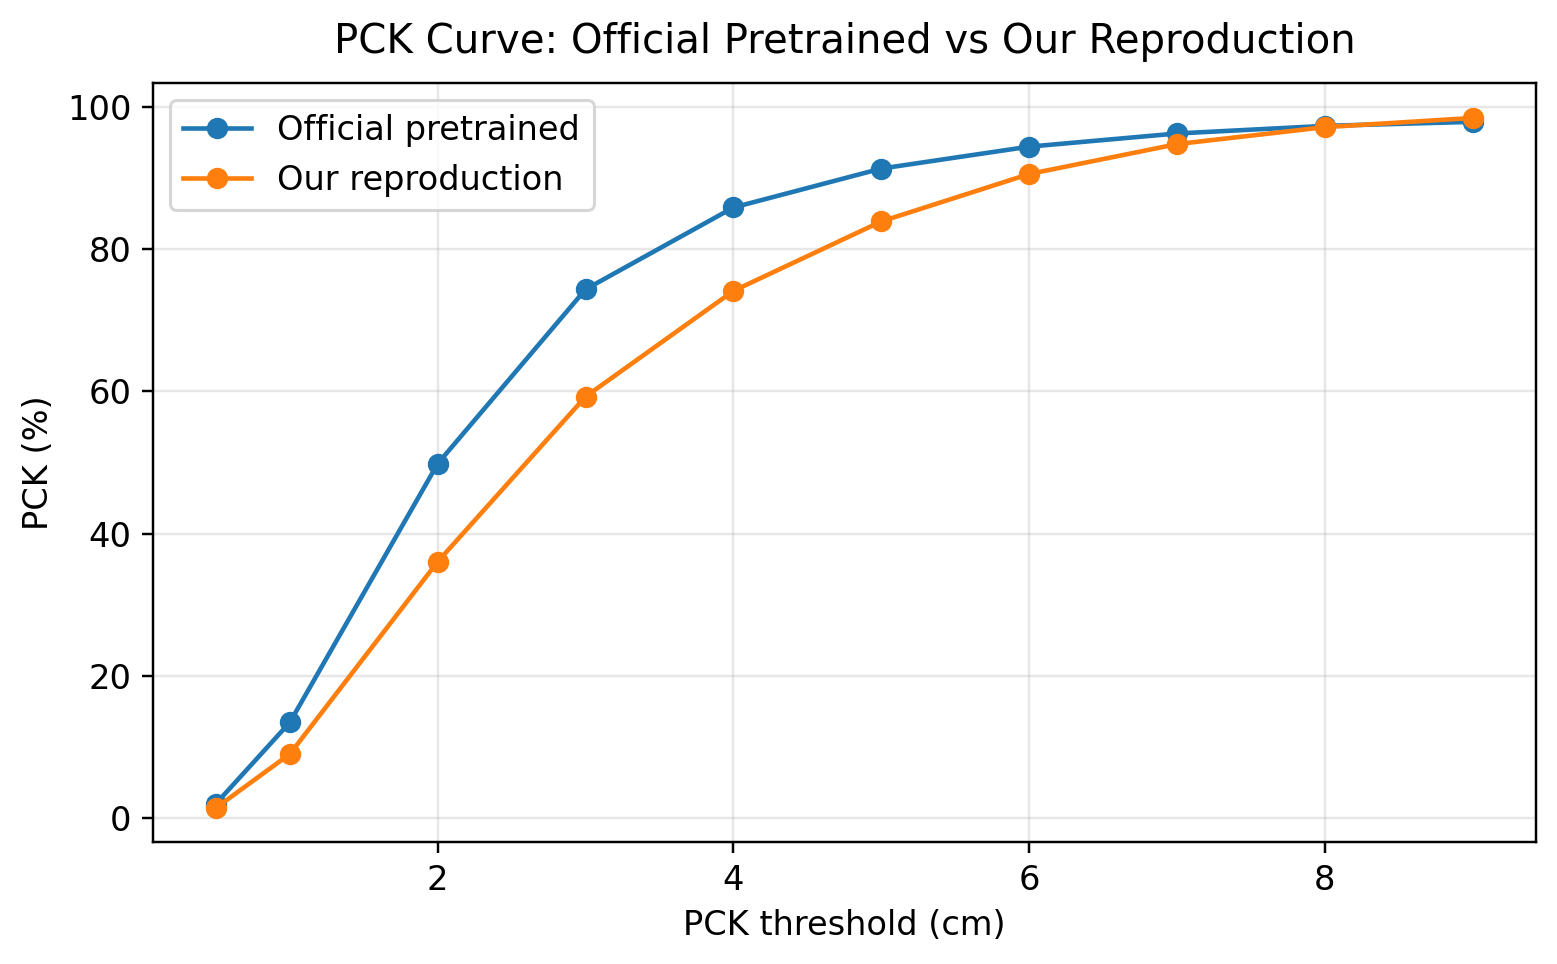 PCK Curve: Official Pretrained vs Our Reproduction
Official pretrained
Our reproduction
100
80
60
40
20
0
PCK (%)
2 4 6 8
PCK threshold (cm)